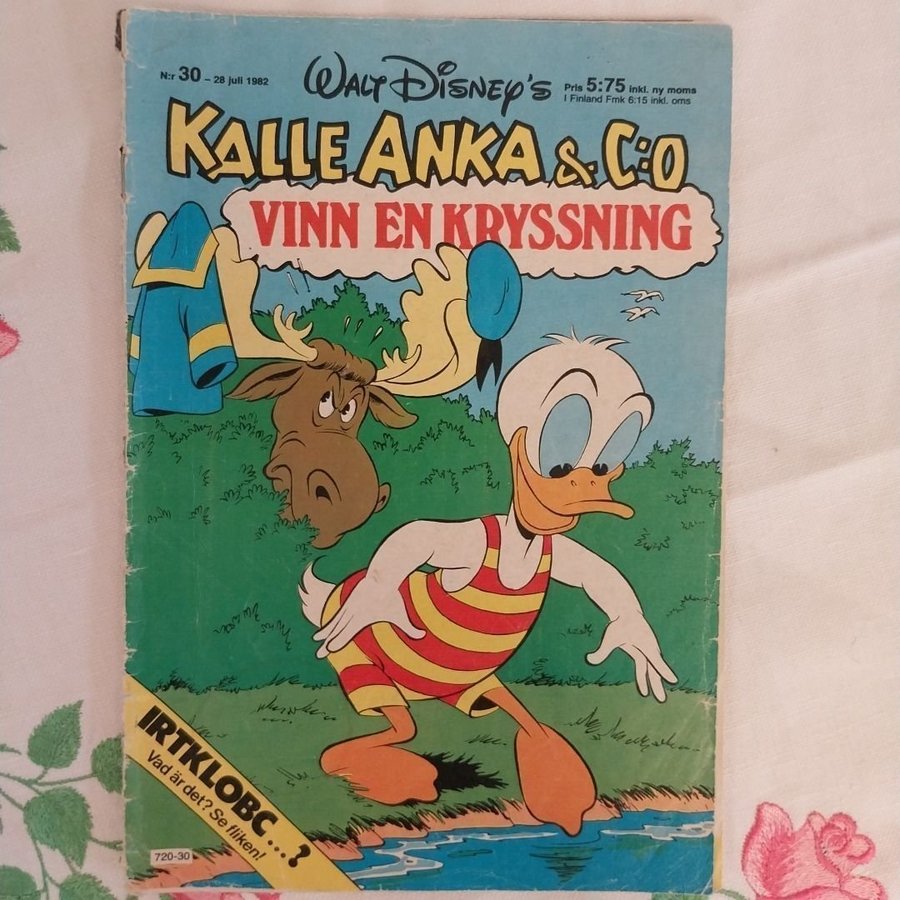 N:r 30 – 28 juli 1982
WALT DISNEY'S
Pris 5:75 inkl. ny moms
I Finland Fmk 6:15 inkl. oms
KALLE ANKA & C:O
VINN EN KRYSSNING
IRTKLOBC...?
Vad är det? Se fliken!
720-30